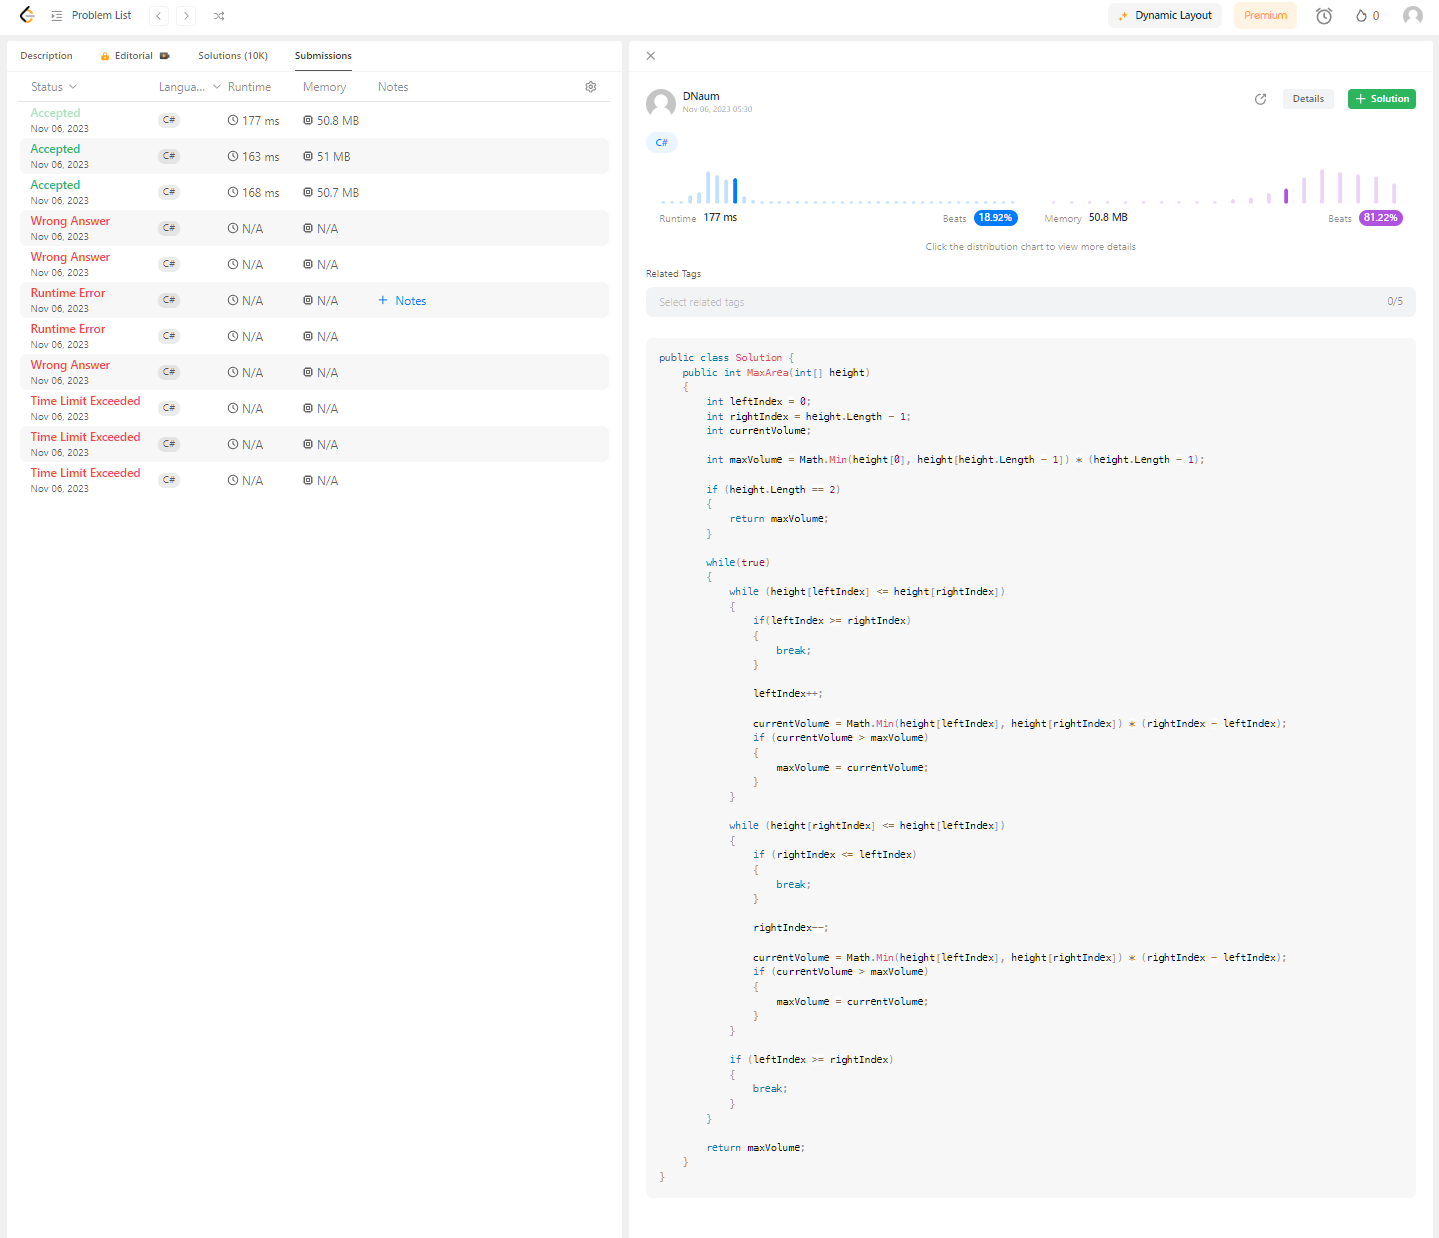 Problem List
Dynamic Layout
Premium
0
Description
Editorial
Solutions (10K)
Submissions
Status
Langua...
Runtime
Memory
Notes
Accepted
Nov 06, 2023
C#
177 ms
50.8 MB
Accepted
Nov 06, 2023
C#
163 ms
51 MB
Accepted
Nov 06, 2023
C#
168 ms
50.7 MB
Wrong Answer
Nov 06, 2023
C#
N/A
N/A
Wrong Answer
Nov 06, 2023
C#
N/A
N/A
Runtime Error
Nov 06, 2023
C#
N/A
N/A
+ Notes
Runtime Error
Nov 06, 2023
C#
N/A
N/A
Wrong Answer
Nov 06, 2023
C#
N/A
N/A
Time Limit Exceeded
Nov 06, 2023
C#
N/A
N/A
Time Limit Exceeded
Nov 06, 2023
C#
N/A
N/A
Time Limit Exceeded
Nov 06, 2023
C#
N/A
N/A
DNaum
Nov 06, 2023 05:30
Details
+ Solution
C#
Runtime 177 ms
Beats 18.92%
Memory 50.8 MB
Beats 81.22%
Click the distribution chart to view more details
Related Tags
Select related tags
0/5
public class Solution {
    public int MaxArea(int[] height)
    {
        int leftIndex = 0;
        int rightIndex = height.Length - 1;
        int currentVolume;

        int maxVolume = Math.Min(height[0], height[height.Length - 1]) * (height.Length - 1);

        if (height.Length == 2)
        {
            return maxVolume;
        }

        while(true)
        {
            while (height[leftIndex] <= height[rightIndex])
            {
                if(leftIndex >= rightIndex)
                {
                    break;
                }

                leftIndex++;

                currentVolume = Math.Min(height[leftIndex], height[rightIndex]) * (rightIndex - leftIndex);
                if (currentVolume > maxVolume)
                {
                    maxVolume = currentVolume;
                }
            }

            while (height[rightIndex] <= height[leftIndex])
            {
                if (rightIndex <= leftIndex)
                {
                    break;
                }

                rightIndex--;

                currentVolume = Math.Min(height[leftIndex], height[rightIndex]) * (rightIndex - leftIndex);
                if (currentVolume > maxVolume)
                {
                    maxVolume = currentVolume;
                }
            }

            if (leftIndex >= rightIndex)
            {
                break;
            }
        }

        return maxVolume;
    }
}